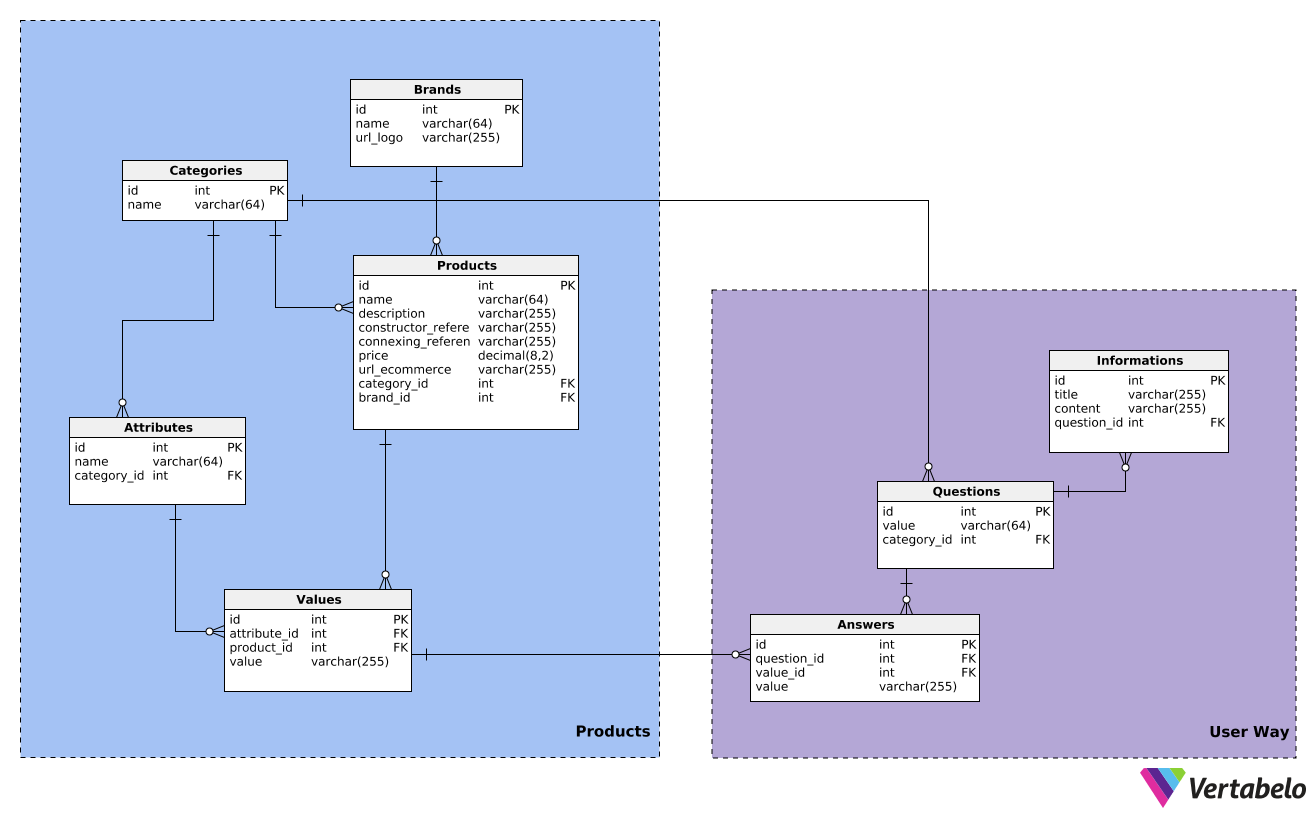 Brands
id int PK
name varchar(64)
url_logo varchar(255)
Categories
id int PK
name varchar(64)
Products
id int PK
name varchar(64)
description varchar(255)
constructor_refere varchar(255)
connexing_referen varchar(255)
price decimal(8,2)
url_ecommerce varchar(255)
category_id int FK
brand_id int FK
Attributes
id int PK
name varchar(64)
category_id int FK
Values
id int PK
attribute_id int FK
product_id int FK
value varchar(255)
Products
Informations
id int PK
title varchar(255)
content varchar(255)
question_id int FK
Questions
id int PK
value varchar(64)
category_id int FK
Answers
id int PK
question_id int FK
value_id int FK
value varchar(255)
User Way
Vertabelo